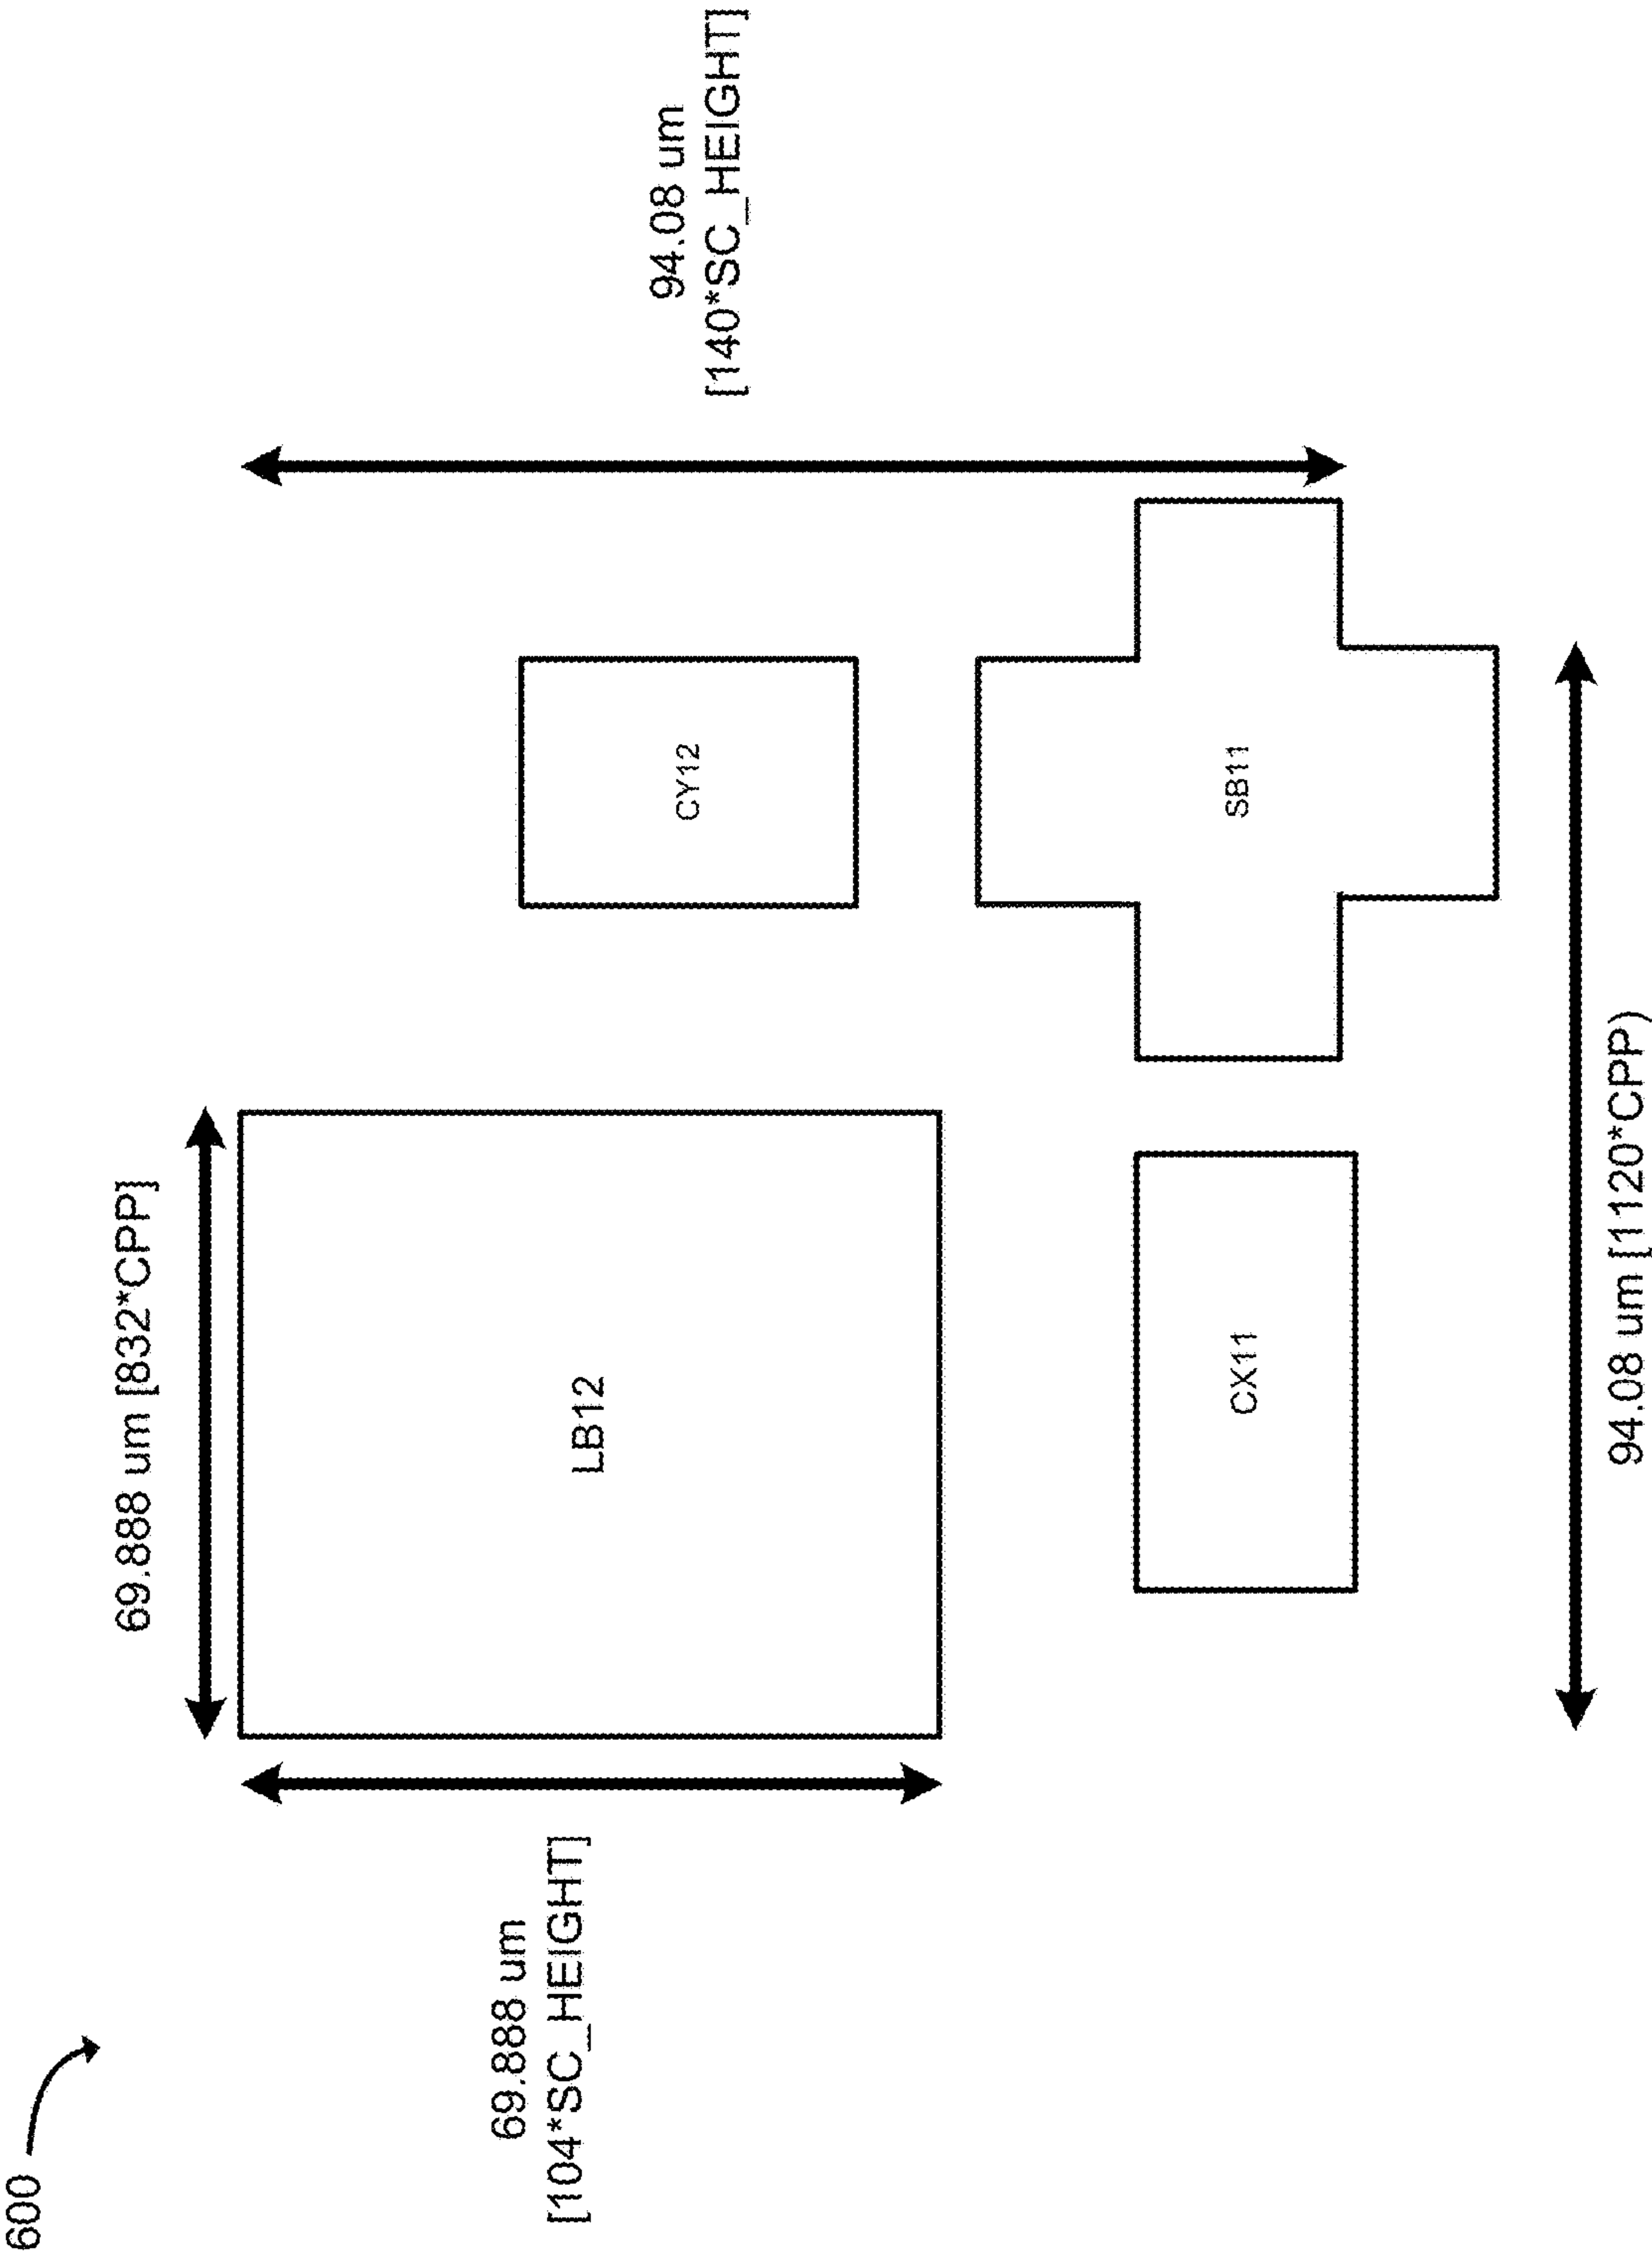 600
69.888 um [832*CPP]
69.888 um
[104*SC_HEIGHT]
LB12
CY12
94.08 um
[140*SC_HEIGHT]
CX11
SB11
94.08 um [1120*CPP)